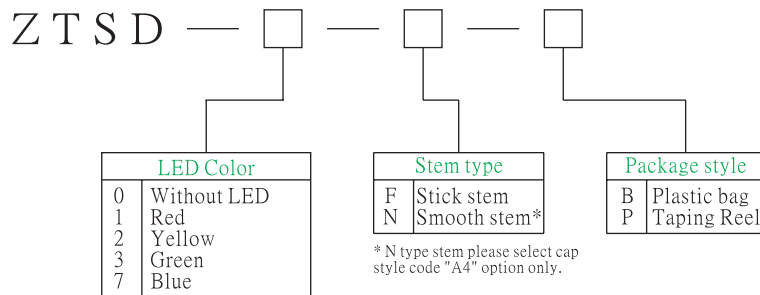 ZTSD
LED Color
0 Without LED
1 Red
2 Yellow
3 Green
7 Blue
Stem type
F Stick stem
N Smooth stem*
* N type stem please select cap
style code "A4" option only.
Package style
B Plastic bag
P Taping Reel